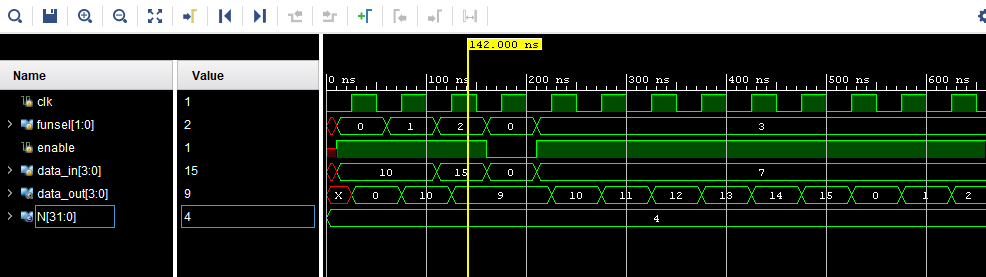 142.000 ns
Name Value
0 ns 100 ns 200 ns 300 ns 400 ns 500 ns 600 ns
clk 1
funsel[1:0] 2 0 1 2 0 3
enable 1
data_in[3:0] 15 10 15 0 7
data_out[3:0] 9 X 0 10 9 10 11 12 13 14 15 0 1 2
N[31:0] 4 4